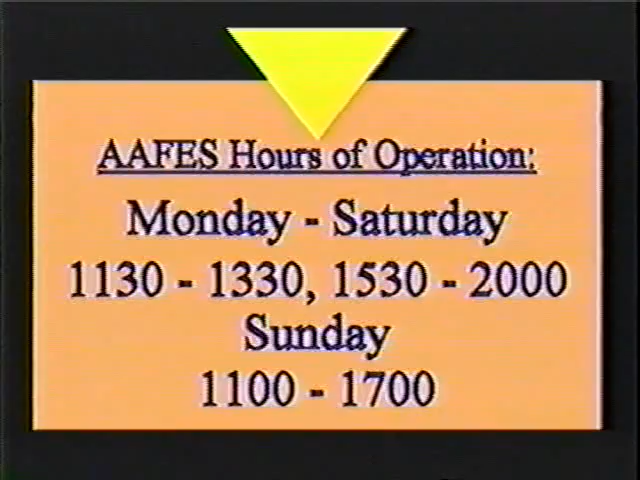 AAFES Hours of Operation:
Monday - Saturday
1130 - 1330, 1530 - 2000
Sunday
1100 - 1700